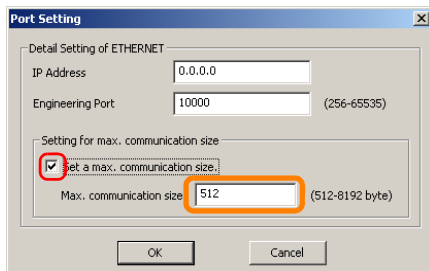 Port Setting
Detail Setting of ETHERNET
IP Address 0.0.0.0
Engineering Port 10000 (256-65535)
Setting for max. communication size
Set a max. communication size.
Max. communication size 512 (512-8192 byte)
OK Cancel